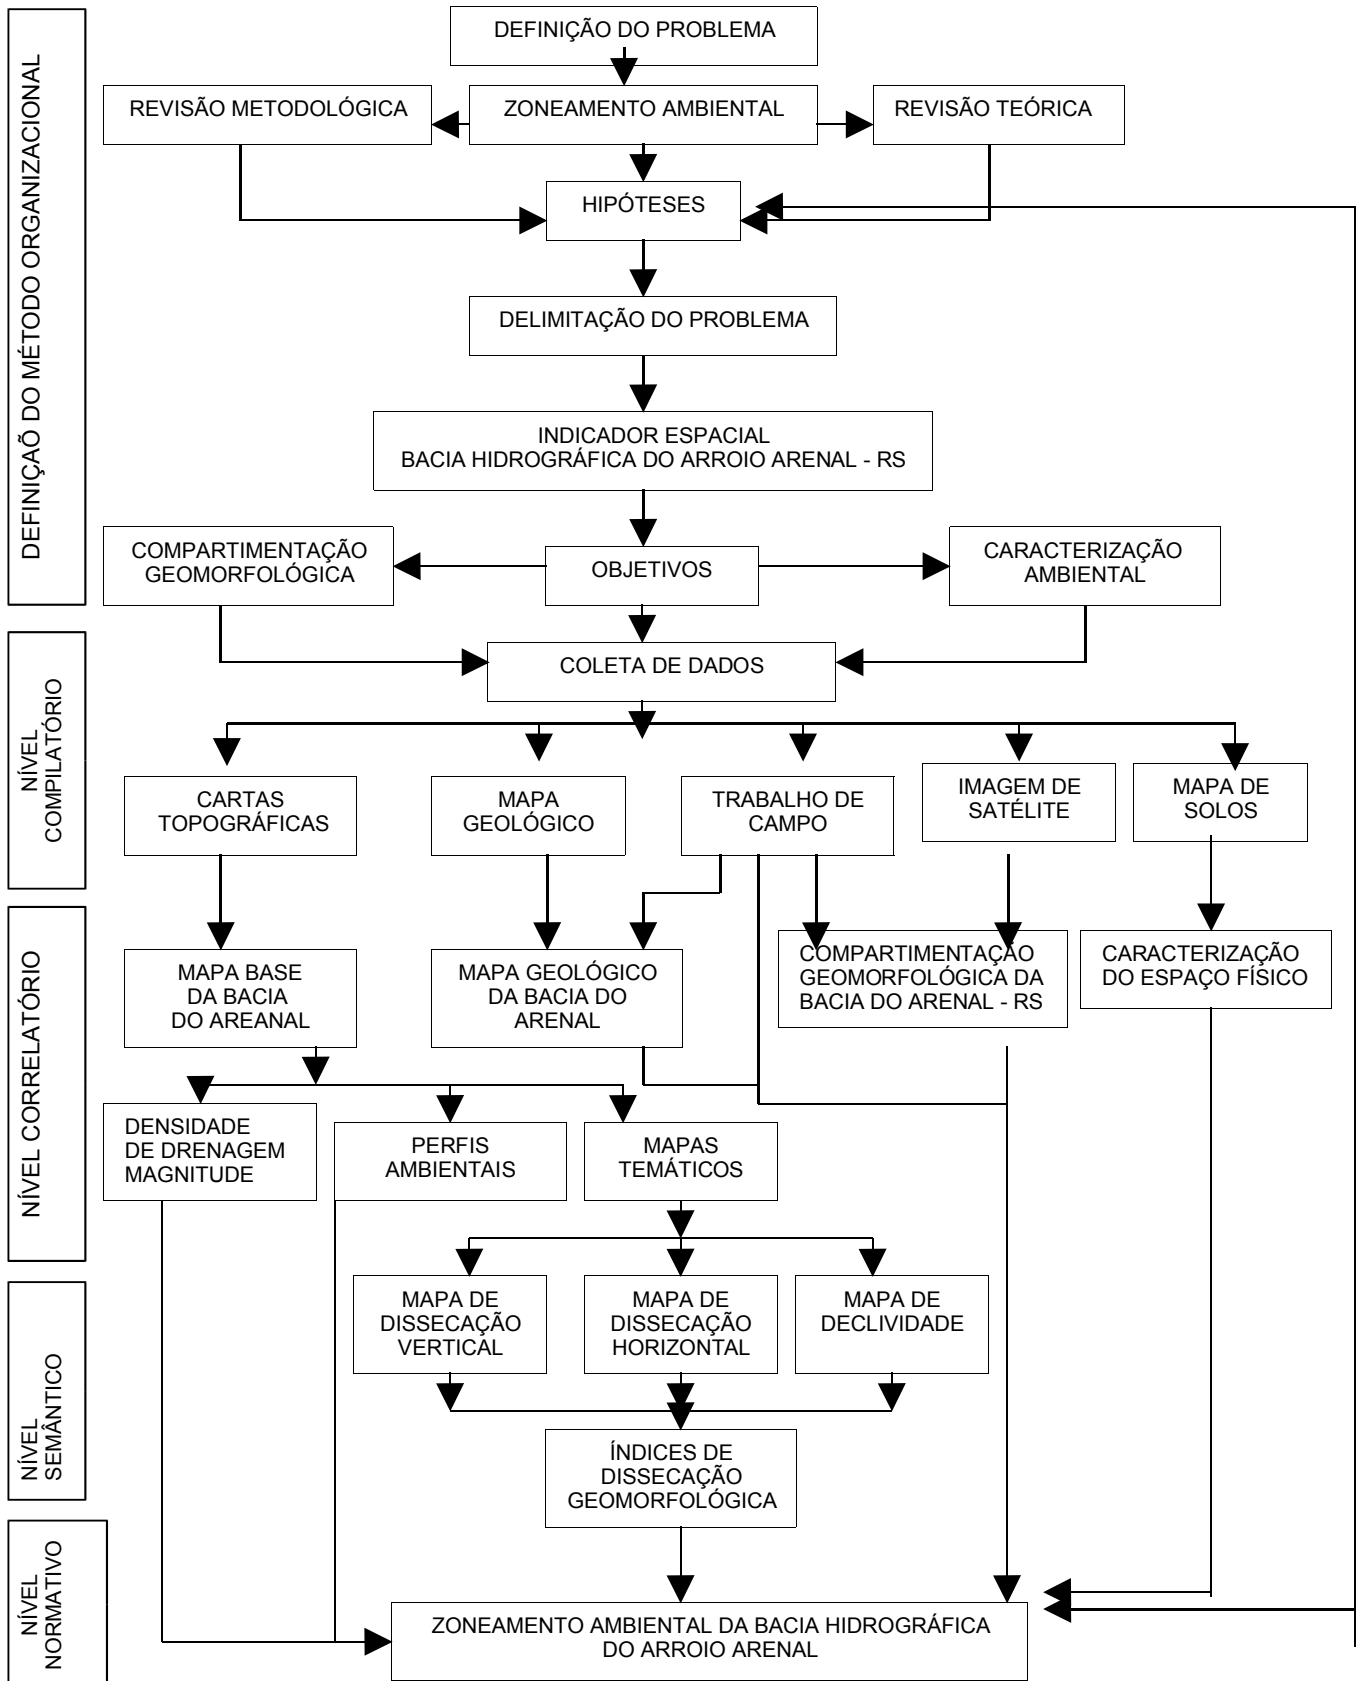 DEFINIÇÃO DO PROBLEMA
REVISÃO METODOLÓGICA
ZONEAMENTO AMBIENTAL
REVISÃO TEÓRICA
HIPÓTESES
DELIMITAÇÃO DO PROBLEMA
INDICADOR ESPACIAL
BACIA HIDROGRÁFICA DO ARROIO ARENAL - RS
COMPARTIMENTAÇÃO
GEOMORFOLÓGICA
OBJETIVOS
CARACTERIZAÇÃO
AMBIENTAL
DEFINIÇAÕ DO MÉTODO ORGANIZACIONAL
COLETA DE DADOS
NÍVEL
COMPILATÓRIO
CARTAS
TOPOGRÁFICAS
MAPA
GEOLÓGICO
TRABALHO DE
CAMPO
IMAGEM DE
SATÉLITE
MAPA DE
SOLOS
NÍVEL CORRELATÓRIO
MAPA BASE
DA BACIA
DO AREANAL
MAPA GEOLÓGICO
DA BACIA DO
ARENAL
COMPARTIMENTAÇÃO
GEOMORFOLÓGICA DA
BACIA DO ARENAL - RS
CARACTERIZAÇÃO
DO ESPAÇO FÍSICO
DENSIDADE
DE DRENAGEM
MAGNITUDE
PERFIS
AMBIENTAIS
MAPAS
TEMÁTICOS
NÍVEL
SEMÂNTICO
MAPA DE
DISSECAÇÃO
VERTICAL
MAPA DE
DISSECAÇÃO
HORIZONTAL
MAPA DE
DECLIVIDADE
ÍNDICES DE
DISSECAÇÃO
GEOMORFOLÓGICA
NÍVEL
NORMATIVO
ZONEAMENTO AMBIENTAL DA BACIA HIDROGRÁFICA
DO ARROIO ARENAL